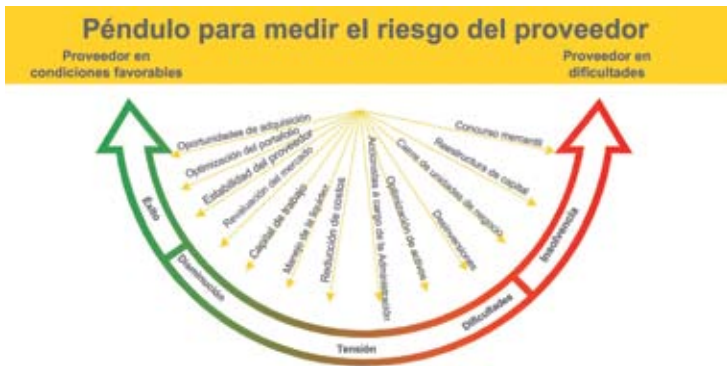 Péndulo para medir el riesgo del proveedor
Proveedor en
condiciones favorables
Proveedor en
dificultades
Oportunidades de adquisición
Optimización del portafolio
Estabilidad del proveedor
Revaluación del mercado
Capital de trabajo
Manejo de la liquidez
Reducción de costos
Accionables a cargo de la Administración
Optimización de activos
Desinversiones
Cierre de unidades de negocio
Reestructura de capital
Concurso mercantil
Éxito
Disminución
Tensión
Dificultades
Insolvencia